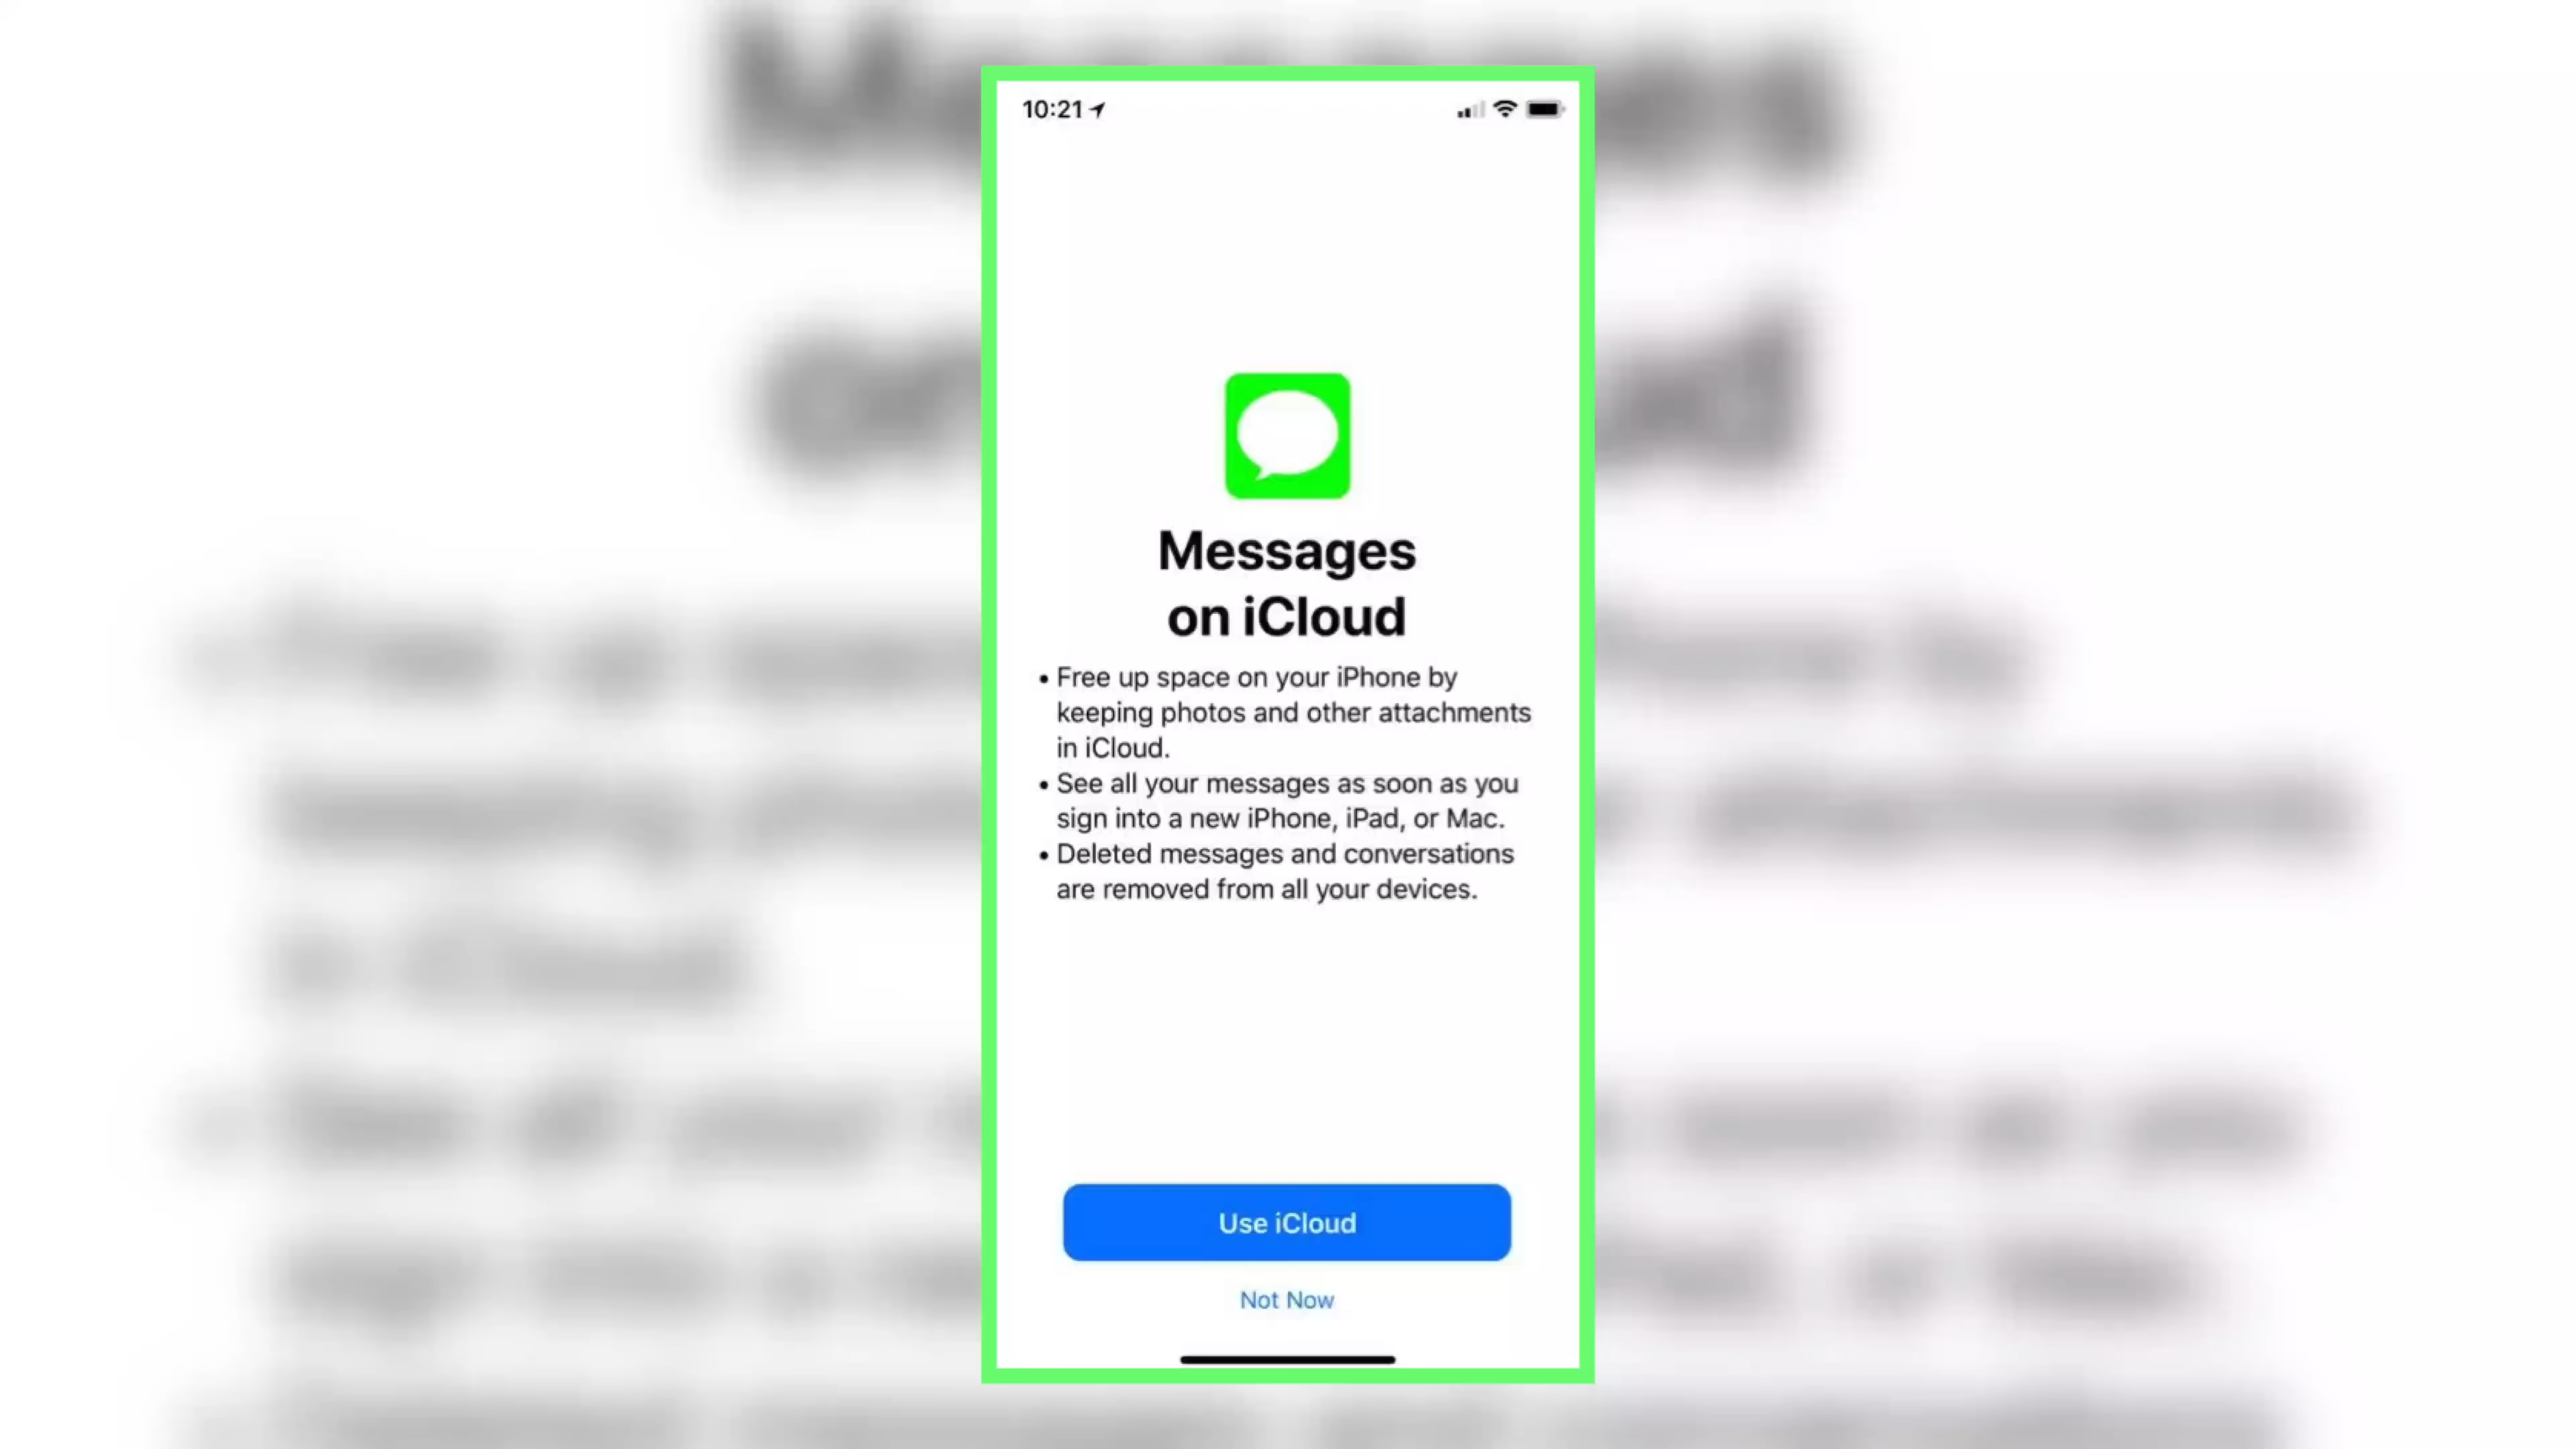 10:21
Messages
on iCloud
• Free up space on your iPhone by
keeping photos and other attachments
in iCloud.
• See all your messages as soon as you
sign into a new iPhone, iPad, or Mac.
• Deleted messages and conversations
are removed from all your devices.
Use iCloud
Not Now